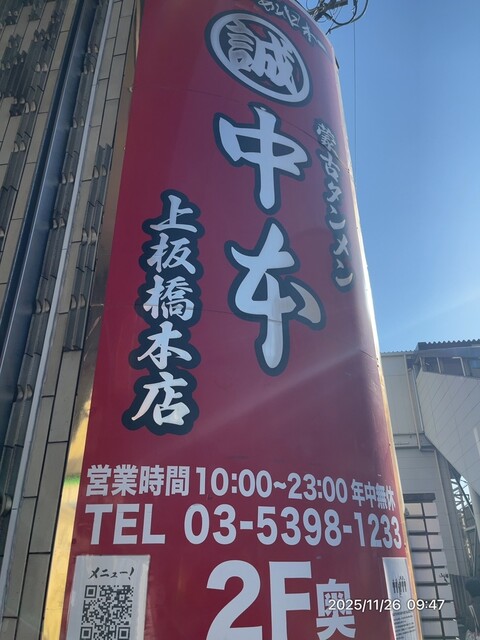 誠
蒙古タンメン
中本
上板橋本店
営業時間 10:00~23:00 年中無休
TEL 03-5398-1233
メニュー!
2F奥
2025/11/26 09:47